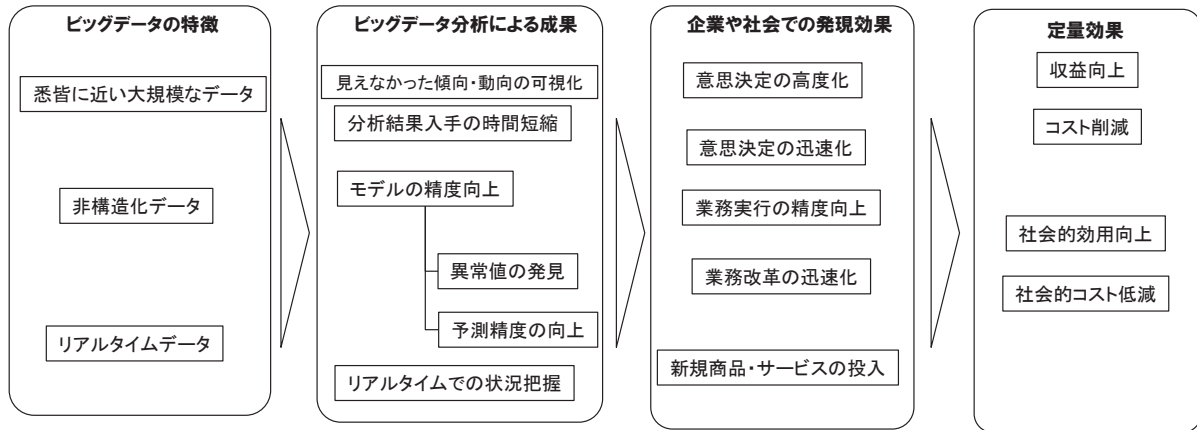 ビッグデータの特徴
悉皆に近い大規模なデータ
非構造化データ
リアルタイムデータ
ビッグデータ分析による成果
見えなかった傾向・動向の可視化
分析結果入手の時間短縮
モデルの精度向上
異常値の発見
予測精度の向上
リアルタイムでの状況把握
企業や社会での発現効果
意思決定の高度化
意思決定の迅速化
業務実行の精度向上
業務改革の迅速化
新規商品・サービスの投入
定量効果
収益向上
コスト削減
社会的効用向上
社会的コスト低減